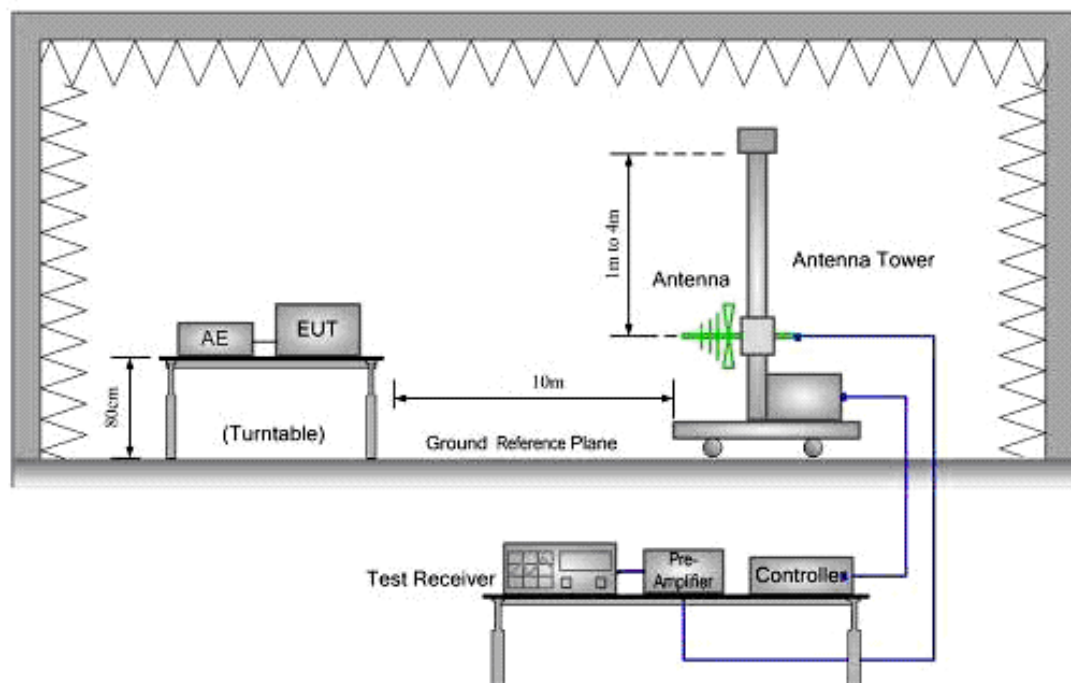 1m to 4m
Antenna
Antenna Tower
AE
EUT
10m
80cm
(Turntable)
Ground Reference Plane
Test Receiver
Pre-
Amplifier
Controller